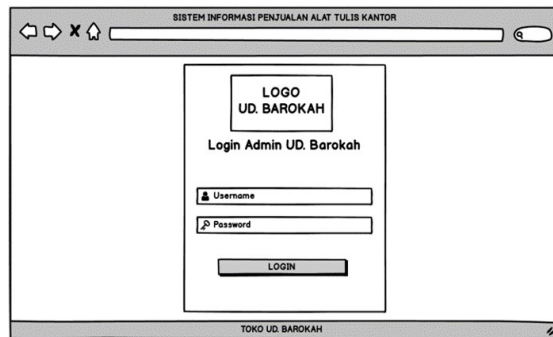 SISTEM INFORMASI PENJUALAN ALAT TULIS KANTOR
LOGO
UD. BAROKAH
Login Admin UD. Barokah
Username
Password
LOGIN
TOKO UD. BAROKAH